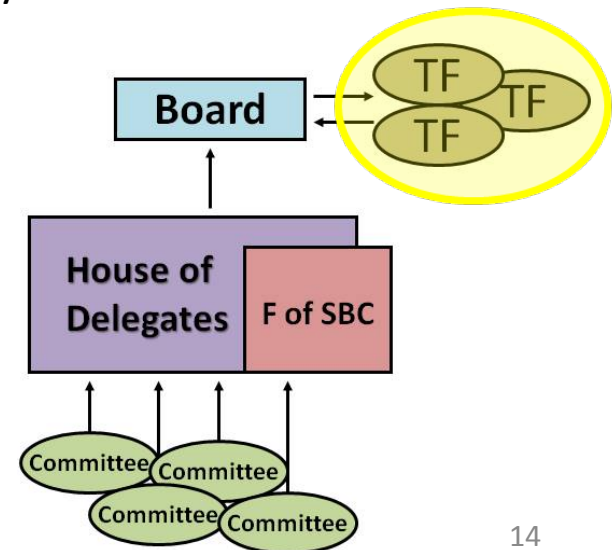 TF
TF
TF
Board
House of
Delegates
F of SBC
Committee
Committee
Committee
Committee
14